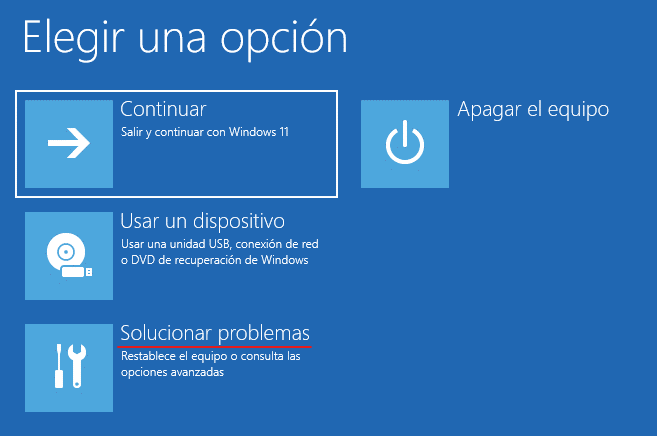 Elegir una opción
Continuar
Salir y continuar con Windows 11
Apagar el equipo
Usar un dispositivo
Usar una unidad USB, conexión de red
o DVD de recuperación de Windows
Solucionar problemas
Restablece el equipo o consulta las
opciones avanzadas